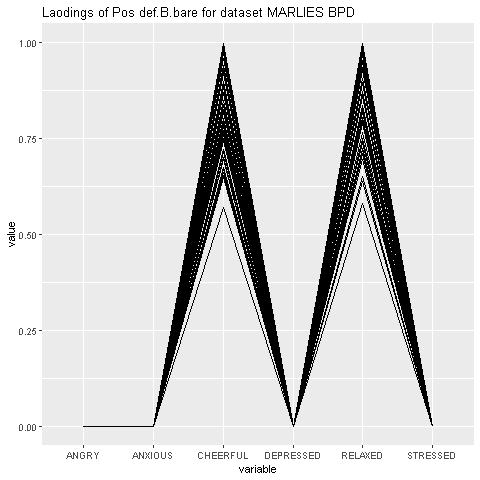 Laodings of Pos def.B.bare for dataset MARLIES BPD
1.00
0.75
0.50
0.25
0.00
value
ANGRY ANXIOUS CHEERFUL DEPRESSED RELAXED STRESSED
variable